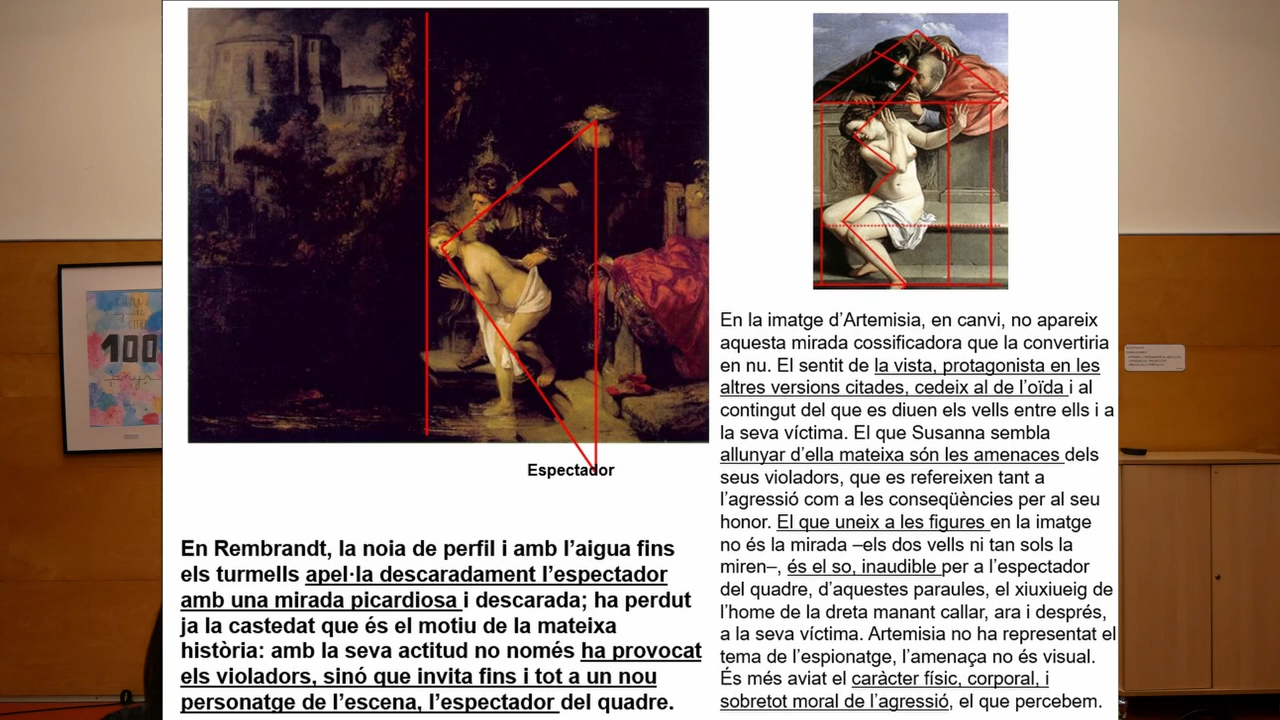 Espectador
En Rembrandt, la noia de perfil i amb l’aigua fins
els turmells apel·la descaradament l’espectador
amb una mirada picardiosa i descarada; ha perdut
ja la castedat que és el motiu de la mateixa
història: amb la seva actitud no només ha provocat
els violadors, sinó que invita fins i tot a un nou
personatge de l’escena, l’espectador del quadre.
En la imatge d’Artemisia, en canvi, no apareix
aquesta mirada cossificadora que la convertiria
en nu. El sentit de la vista, protagonista en les
altres versions citades, cedeix al de l’oïda i al
contingut del que es diuen els vells entre ells i a
la seva víctima. El que Susanna sembla
allunyar d’ella mateixa són les amenaces dels
seus violadors, que es refereixen tant a
l’agressió com a les conseqüències per al seu
honor. El que uneix a les figures en la imatge
no és la mirada –els dos vells ni tan sols la
miren–, és el so, inaudible per a l’espectador
del quadre, d’aquestes paraules, el xiuxiueig de
l’home de la dreta manant callar, ara i després,
a la seva víctima. Artemisia no ha representat el
tema de l’espionatge, l’amenaça no és visual.
És més aviat el caràcter físic, corporal, i
sobretot moral de l’agressió, el que percebem.
100